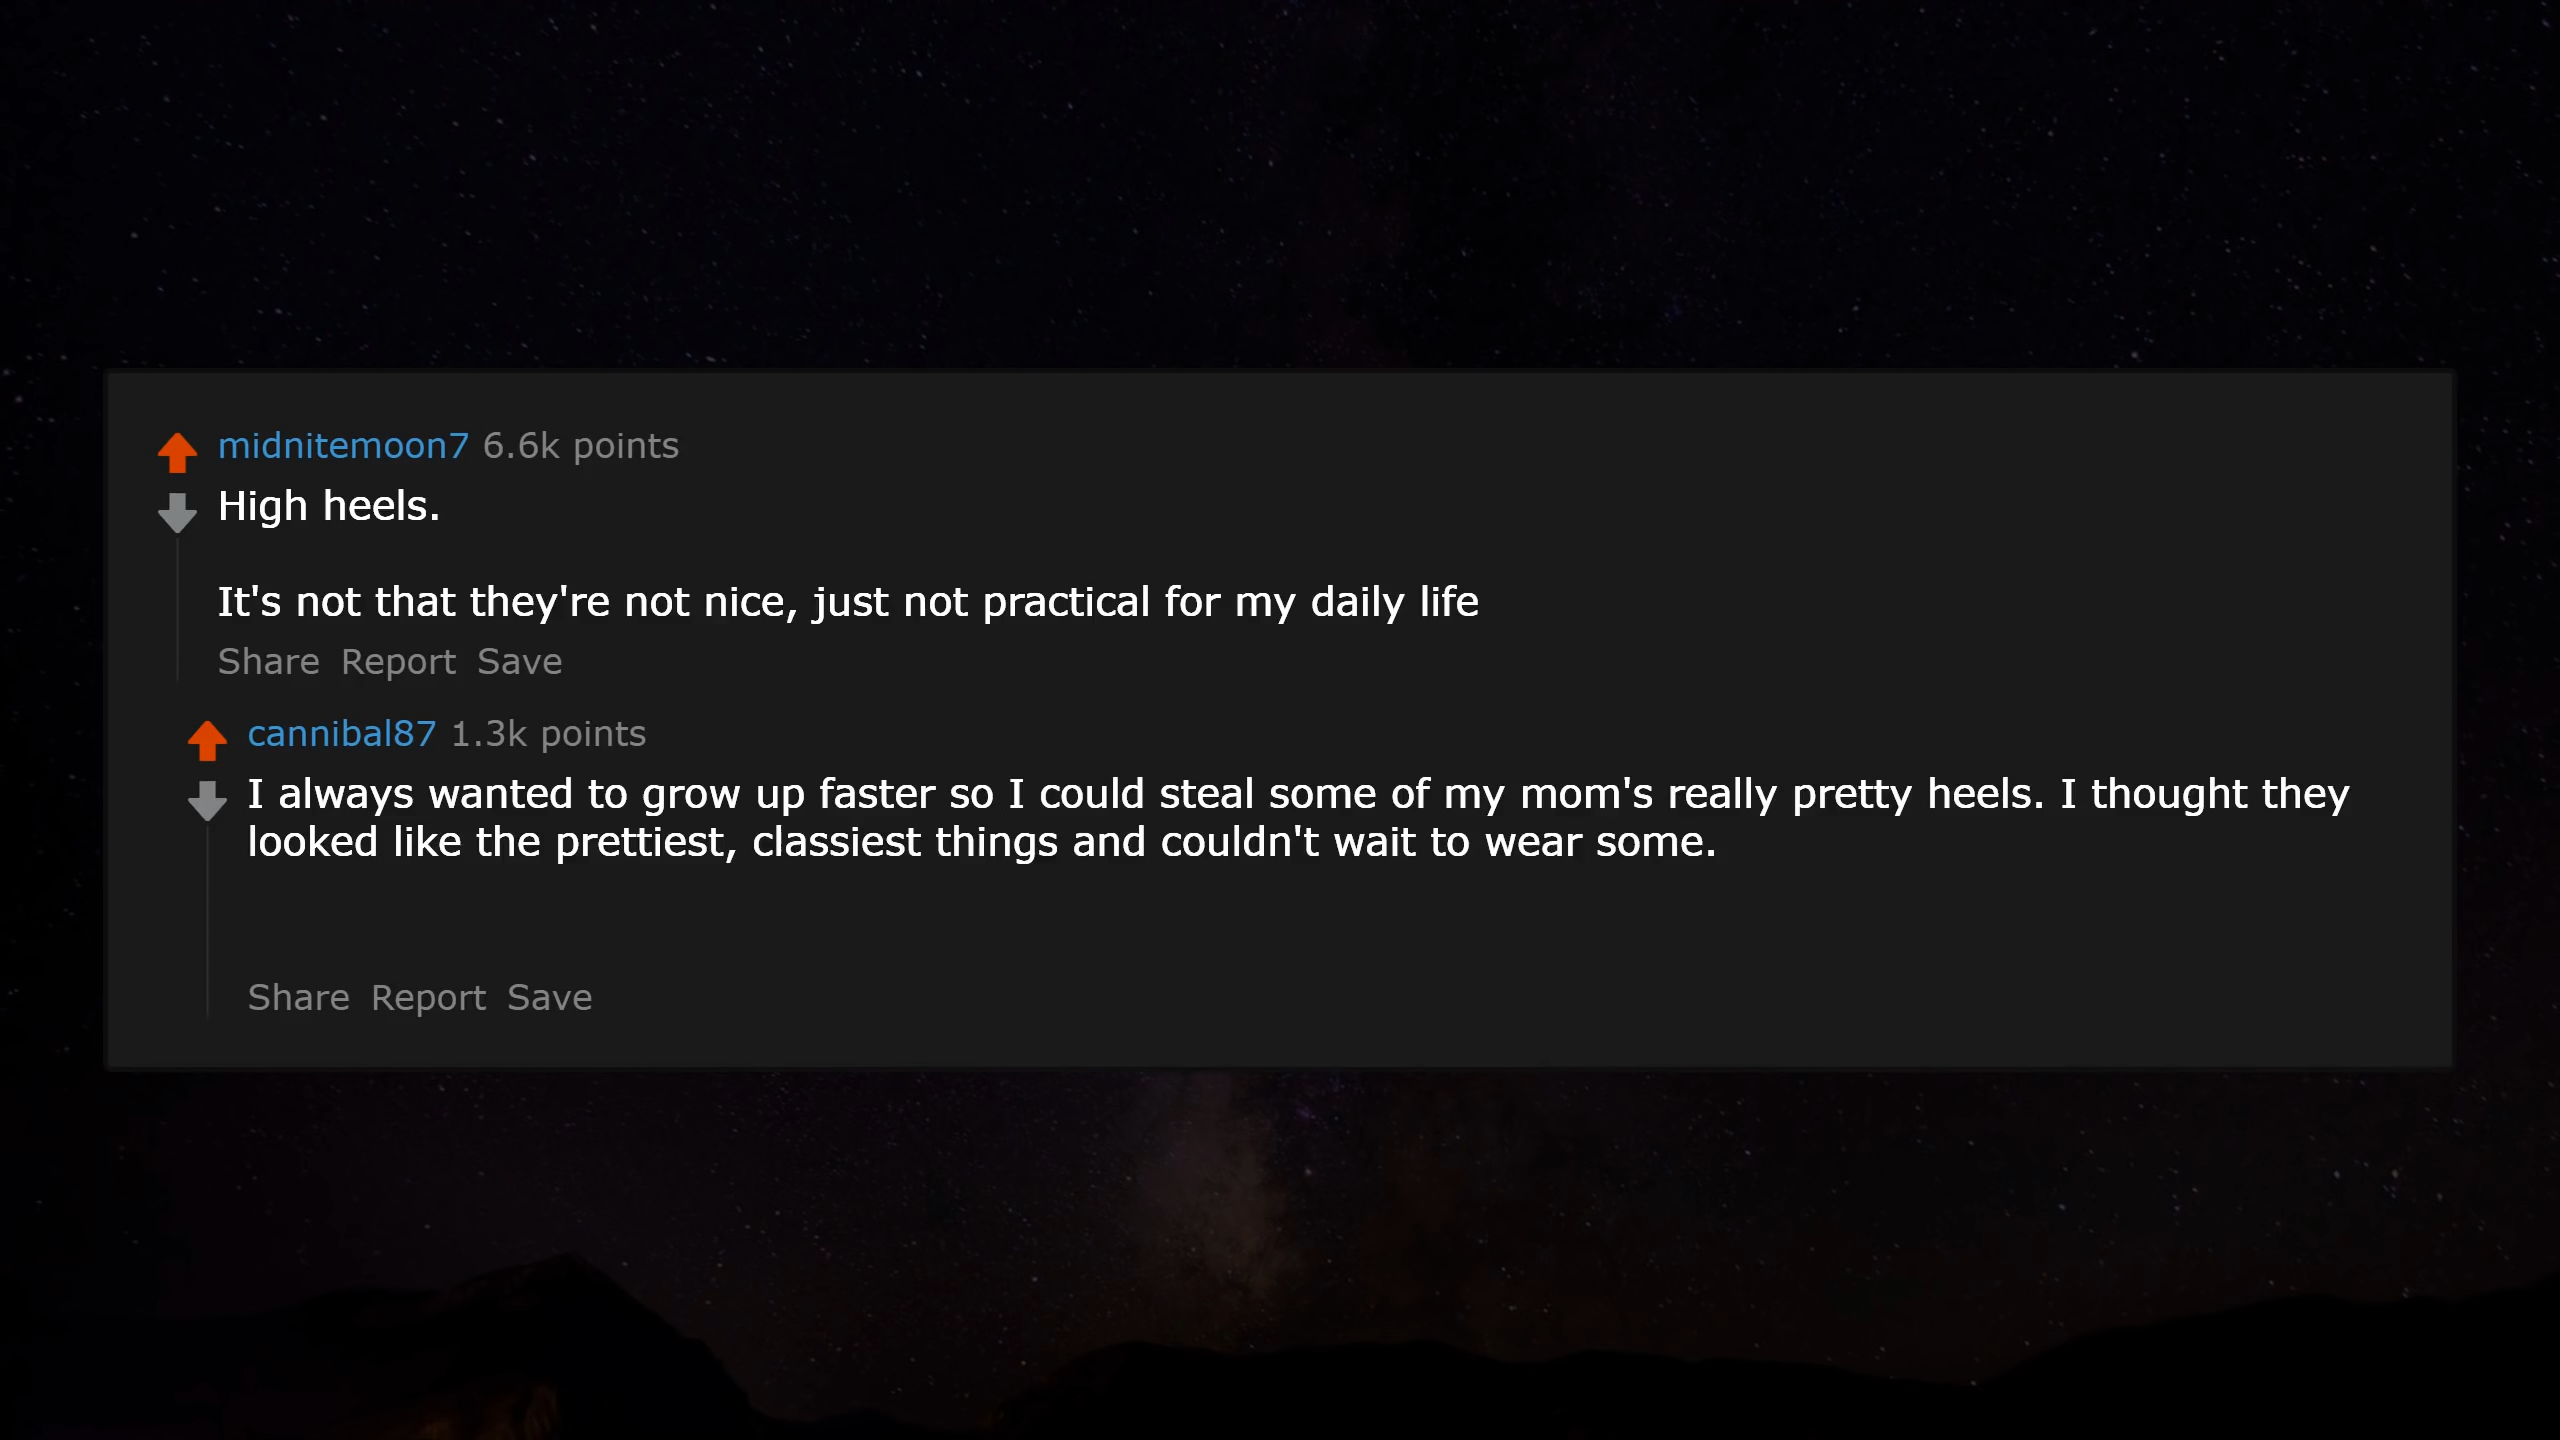 midnitemoon7 6.6k points
High heels.
It's not that they're not nice, just not practical for my daily life
Share Report Save
cannibal87 1.3k points
I always wanted to grow up faster so I could steal some of my mom's really pretty heels. I thought they
looked like the prettiest, classiest things and couldn't wait to wear some.
Share Report Save